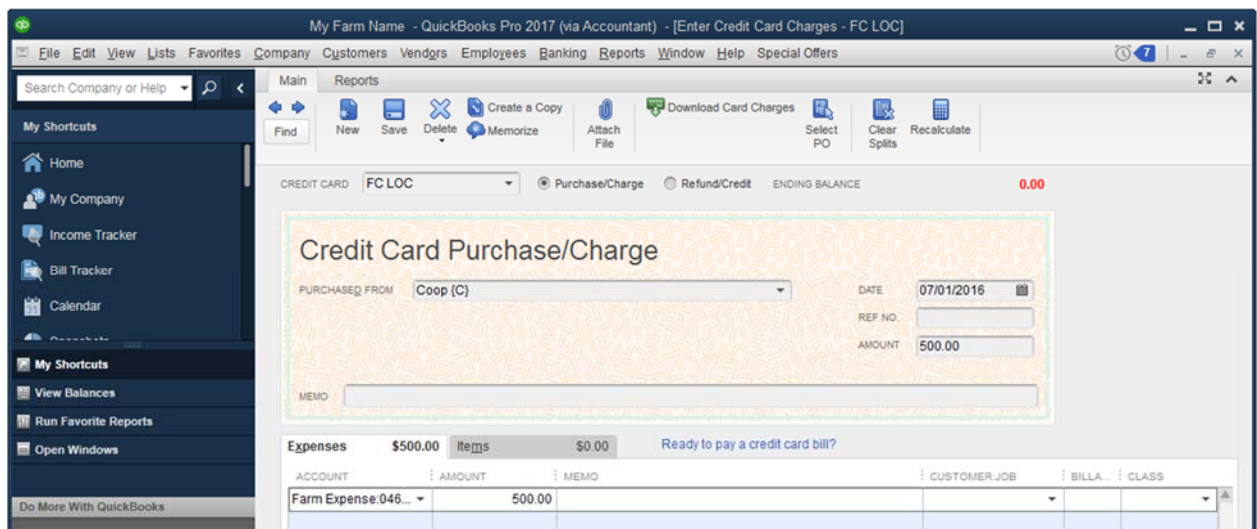 My Farm Name - QuickBooks Pro 2017 (via Accountant) - [Enter Credit Card Charges - FC LOC]
File Edit View Lists Favorites Company Customers Vendors Employees Banking Reports Window Help Special Offers 7
Search Company or Help
My Shortcuts
Home
My Company
Income Tracker
Bill Tracker
Calendar
My Shortcuts
View Balances
Run Favorite Reports
Open Windows
Do More With QuickBooks
Main Reports
Find New Save Delete Create a Copy
Memorize
Attach File
Download Card Charges
Select PO
Clear Splits
Recalculate
CREDIT CARD FC LOC Purchase/Charge Refund/Credit ENDING BALANCE 0.00
Credit Card Purchase/Charge
PURCHASED FROM Coop {C} DATE 07/01/2016
REF NO.
AMOUNT 500.00
MEMO
Expenses $500.00 Items $0.00 Ready to pay a credit card bill?
ACCOUNT AMOUNT MEMO CUSTOMER:JOB BILLA... CLASS
Farm Expense:046... 500.00